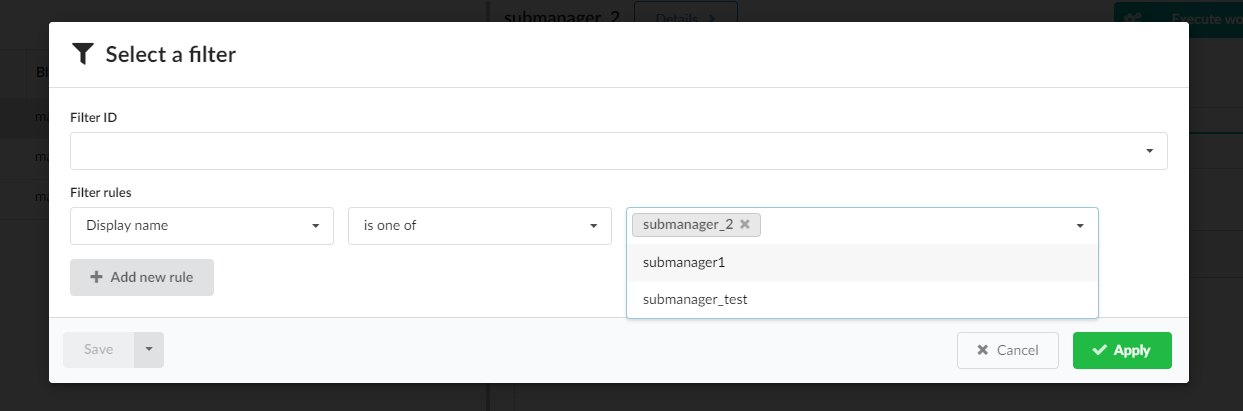 submanager_2
Details
Execute wo
Select a filter
Filter ID
Filter rules
Display name
is one of
submanager_2
submanager1
submanager_test
Add new rule
Save
Cancel
Apply